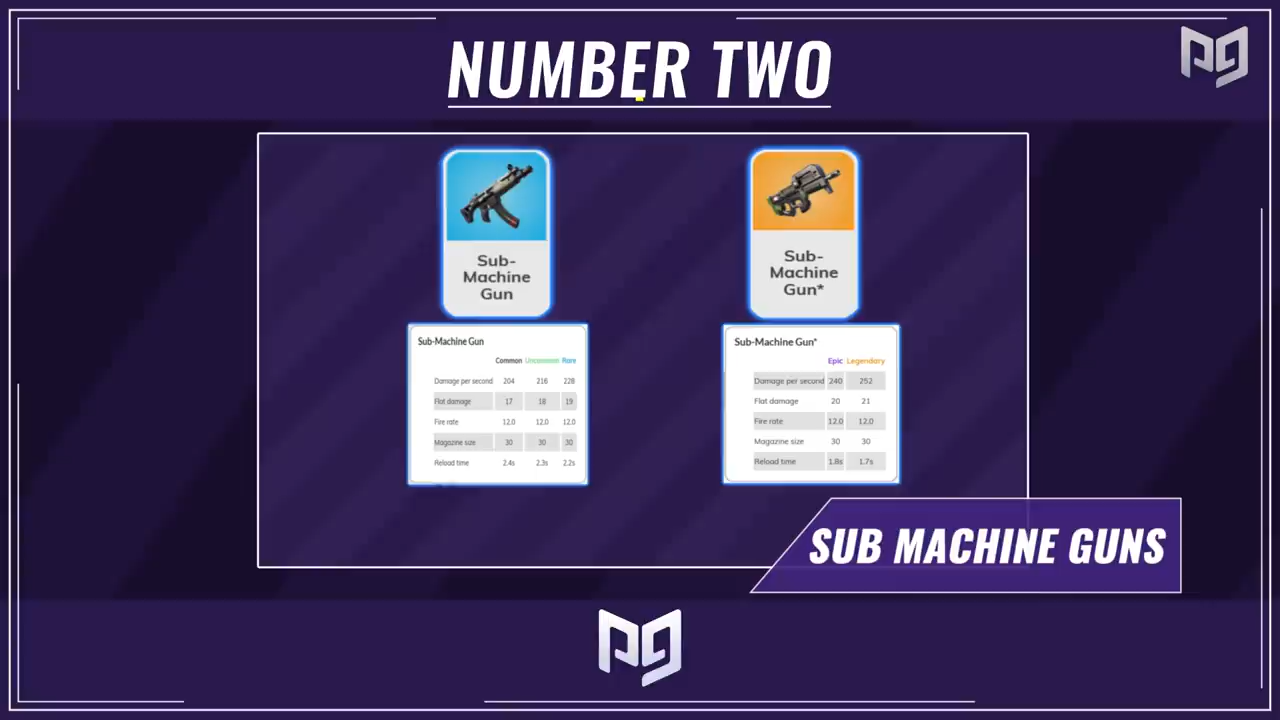 NUMBER TWO
pg
Sub-
Machine
Gun
Sub-
Machine
Gun*
Sub-Machine Gun
Common Uncommon Rare
Damage per second 204 216 228
Flat damage 17 18 19
Fire rate 12.0 12.0 12.0
Magazine size 30 30 30
Reload time 2.4s 2.3s 2.2s
Sub-Machine Gun*
Epic Legendary
Damage per second 240 252
Flat damage 20 21
Fire rate 12.0 12.0
Magazine size 30 30
Reload time 1.8s 1.7s
SUB MACHINE GUNS
pg